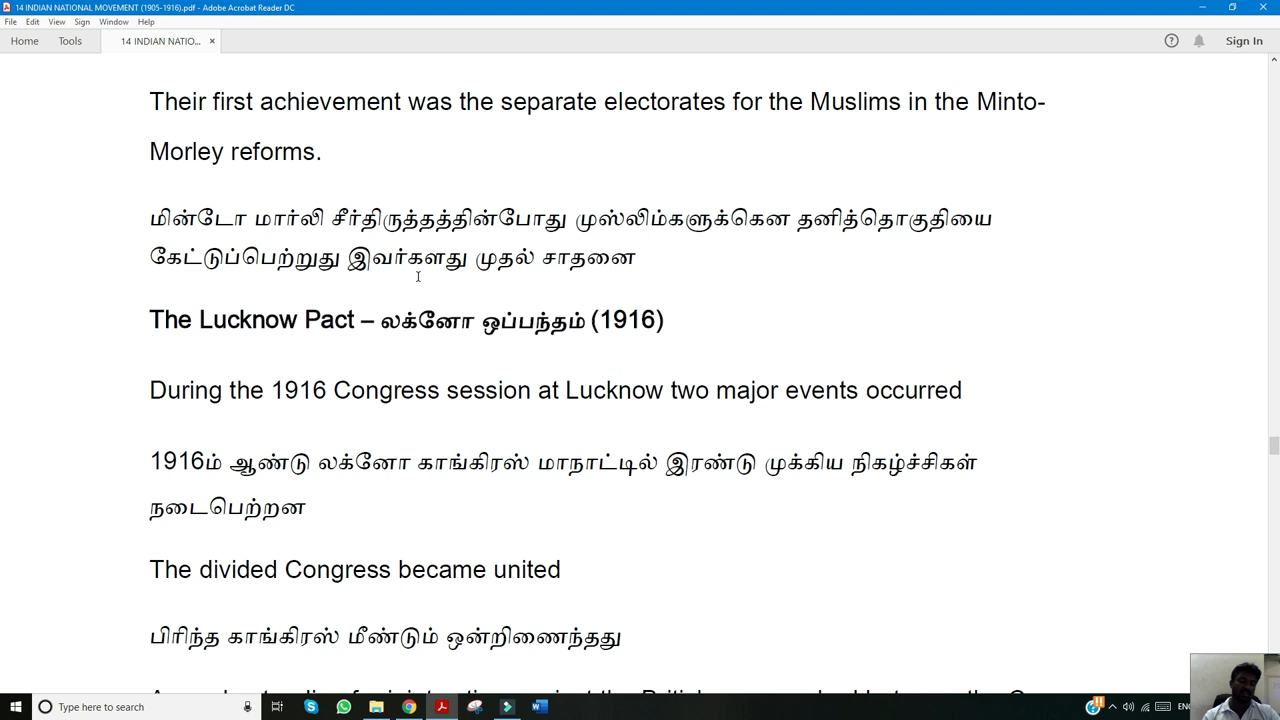 14 INDIAN NATIONAL MOVEMENT (1905-1916).pdf - Adobe Acrobat Reader DC
File Edit View Sign Window Help
Home Tools 14 INDIAN NATIO... × Sign In
Their first achievement was the separate electorates for the Muslims in the Minto-
Morley reforms.
மின்டோ மார்லி சீர்திருத்தத்தின்போது முஸ்லிம்களுக்கென தனித்தொகுதியை
கேட்டுப்பெற்றுது இவர்களது முதல் சாதனை
The Lucknow Pact – லக்னோ ஒப்பந்தம் (1916)
During the 1916 Congress session at Lucknow two major events occurred
1916ம் ஆண்டு லக்னோ காங்கிரஸ் மாநாட்டில் இரண்டு முக்கிய நிகழ்ச்சிகள்
நடைபெற்றன
The divided Congress became united
பிரிந்த காங்கிரஸ் மீண்டும் ஒன்றிணைந்தது
Type here to search